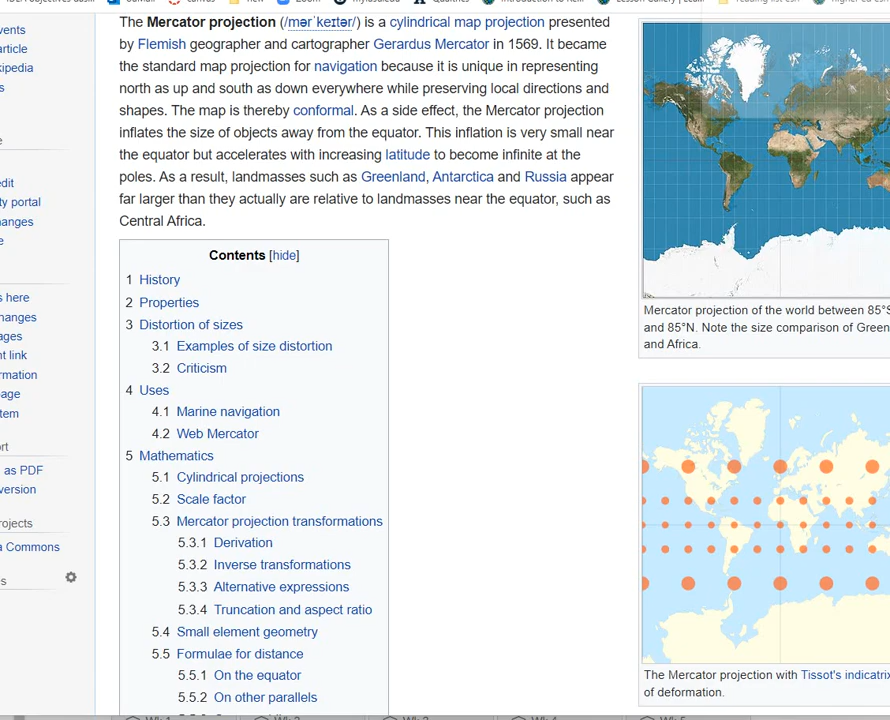 The Mercator projection (/mərˈkeɪtər/) is a cylindrical map projection presented
by Flemish geographer and cartographer Gerardus Mercator in 1569. It became
the standard map projection for navigation because it is unique in representing
north as up and south as down everywhere while preserving local directions and
shapes. The map is thereby conformal. As a side effect, the Mercator projection
inflates the size of objects away from the equator. This inflation is very small near
the equator but accelerates with increasing latitude to become infinite at the
poles. As a result, landmasses such as Greenland, Antarctica and Russia appear
far larger than they actually are relative to landmasses near the equator, such as
Central Africa.
Contents [hide]
1 History
2 Properties
3 Distortion of sizes
3.1 Examples of size distortion
3.2 Criticism
4 Uses
4.1 Marine navigation
4.2 Web Mercator
5 Mathematics
5.1 Cylindrical projections
5.2 Scale factor
5.3 Mercator projection transformations
5.3.1 Derivation
5.3.2 Inverse transformations
5.3.3 Alternative expressions
5.3.4 Truncation and aspect ratio
5.4 Small element geometry
5.5 Formulae for distance
5.5.1 On the equator
5.5.2 On other parallels
Mercator projection of the world between 85°S
and 85°N. Note the size comparison of Green
and Africa.
The Mercator projection with Tissot's indicatrix
of deformation.
vents
article
kipedia
s
e
edit
ty portal
hanges
e
s here
hanges
ages
nt link
rmation
page
tem
rt
as PDF
version
rojects
a Commons
es